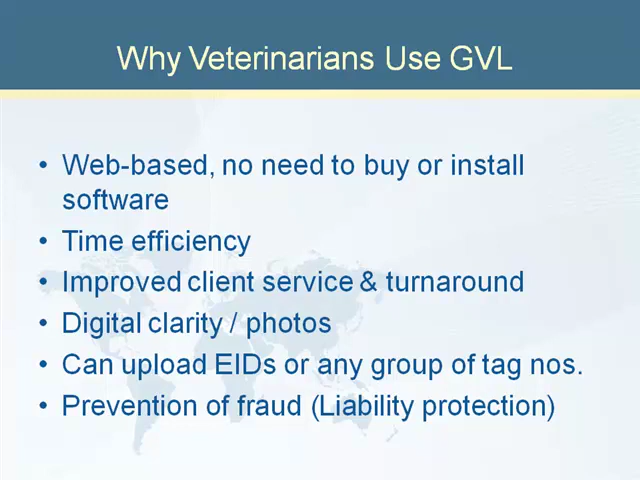 Why Veterinarians Use GVL
• Web-based, no need to buy or install
software
• Time efficiency
• Improved client service & turnaround
• Digital clarity / photos
• Can upload EIDs or any group of tag nos.
• Prevention of fraud (Liability protection)